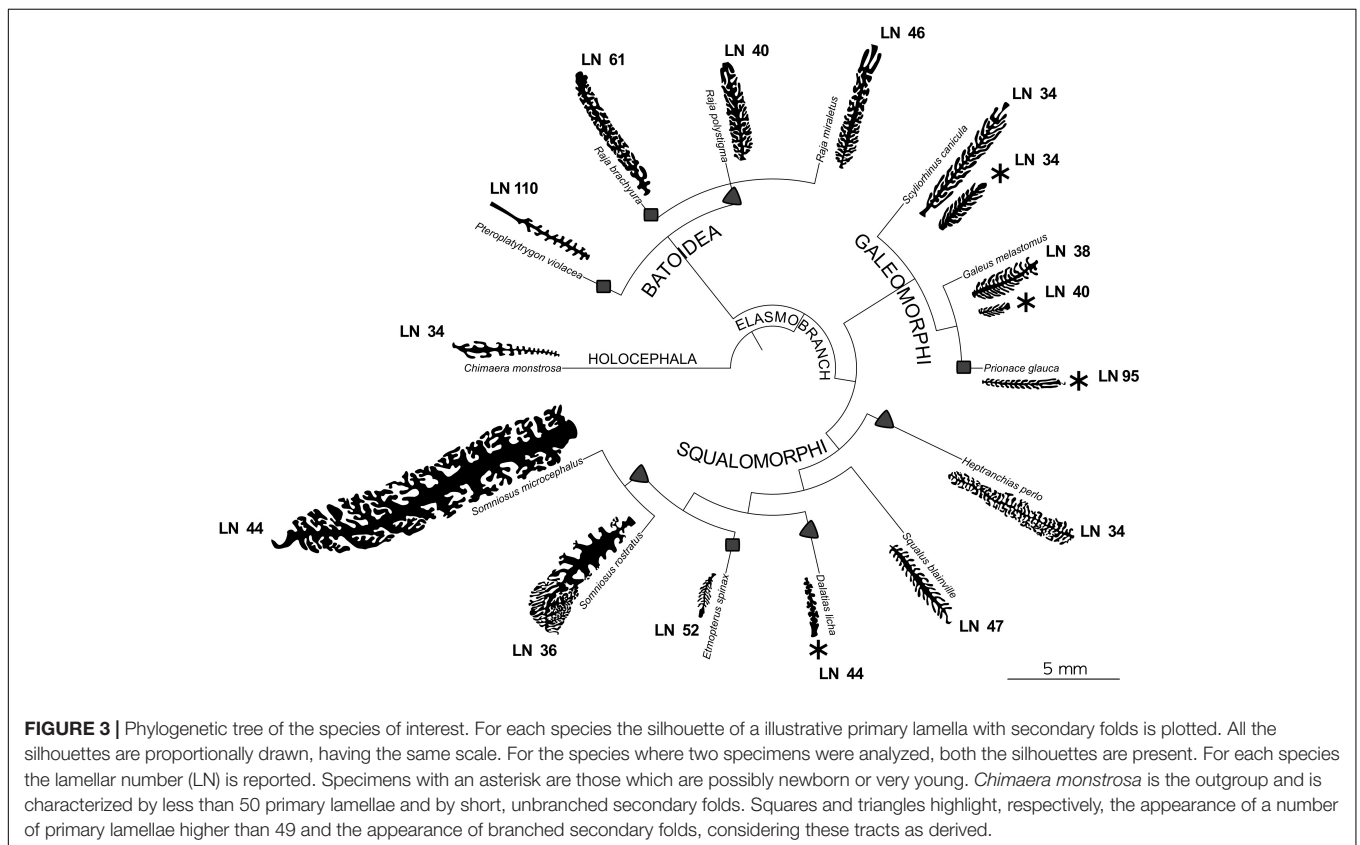 LN 61
LN 40
LN 46
LN 34
LN 34
LN 110
LN 38
LN 40
LN 34
LN 95
LN 44
LN 34
LN 36
LN 52
LN 44
LN 47
Raja brachyura
Raja polystigma
Raja miraletus
Scyliorhinus canicula
Pteroplatytrygon violacea
Galeus melastomus
Prionace glauca
Chimaera monstrosa
Heptranchias perlo
Squalus blainville
Dalatias licha
Etmopterus spinax
Somniosus rostratus
Somniosus microcephalus
BATOIDEA
GALEOMORPHI
ELASMOBRANCH
HOLOCEPHALA
SQUALOMORPHI
5 mm
FIGURE 3 | Phylogenetic tree of the species of interest. For each species the silhouette of a illustrative primary lamella with secondary folds is plotted. All the
silhouettes are proportionally drawn, having the same scale. For the species where two specimens were analyzed, both the silhouettes are present. For each species
the lamellar number (LN) is reported. Specimens with an asterisk are those which are possibly newborn or very young. Chimaera monstrosa is the outgroup and is
characterized by less than 50 primary lamellae and by short, unbranched secondary folds. Squares and triangles highlight, respectively, the appearance of a number
of primary lamellae higher than 49 and the appearance of branched secondary folds, considering these tracts as derived.